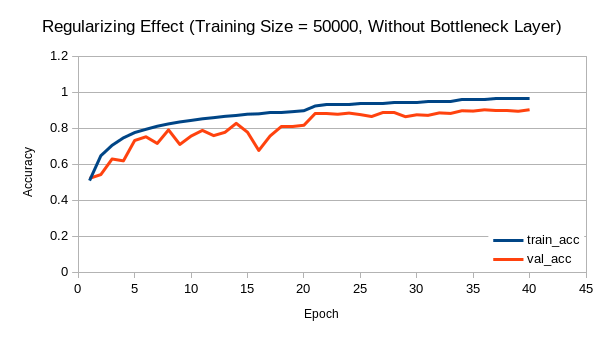 Regularizing Effect (Training Size = 50000, Without Bottleneck Layer)
1.2
1
0.8
0.6
0.4
0.2
0
Accuracy
train_acc
val_acc
0 5 10 15 20 25 30 35 40 45
Epoch